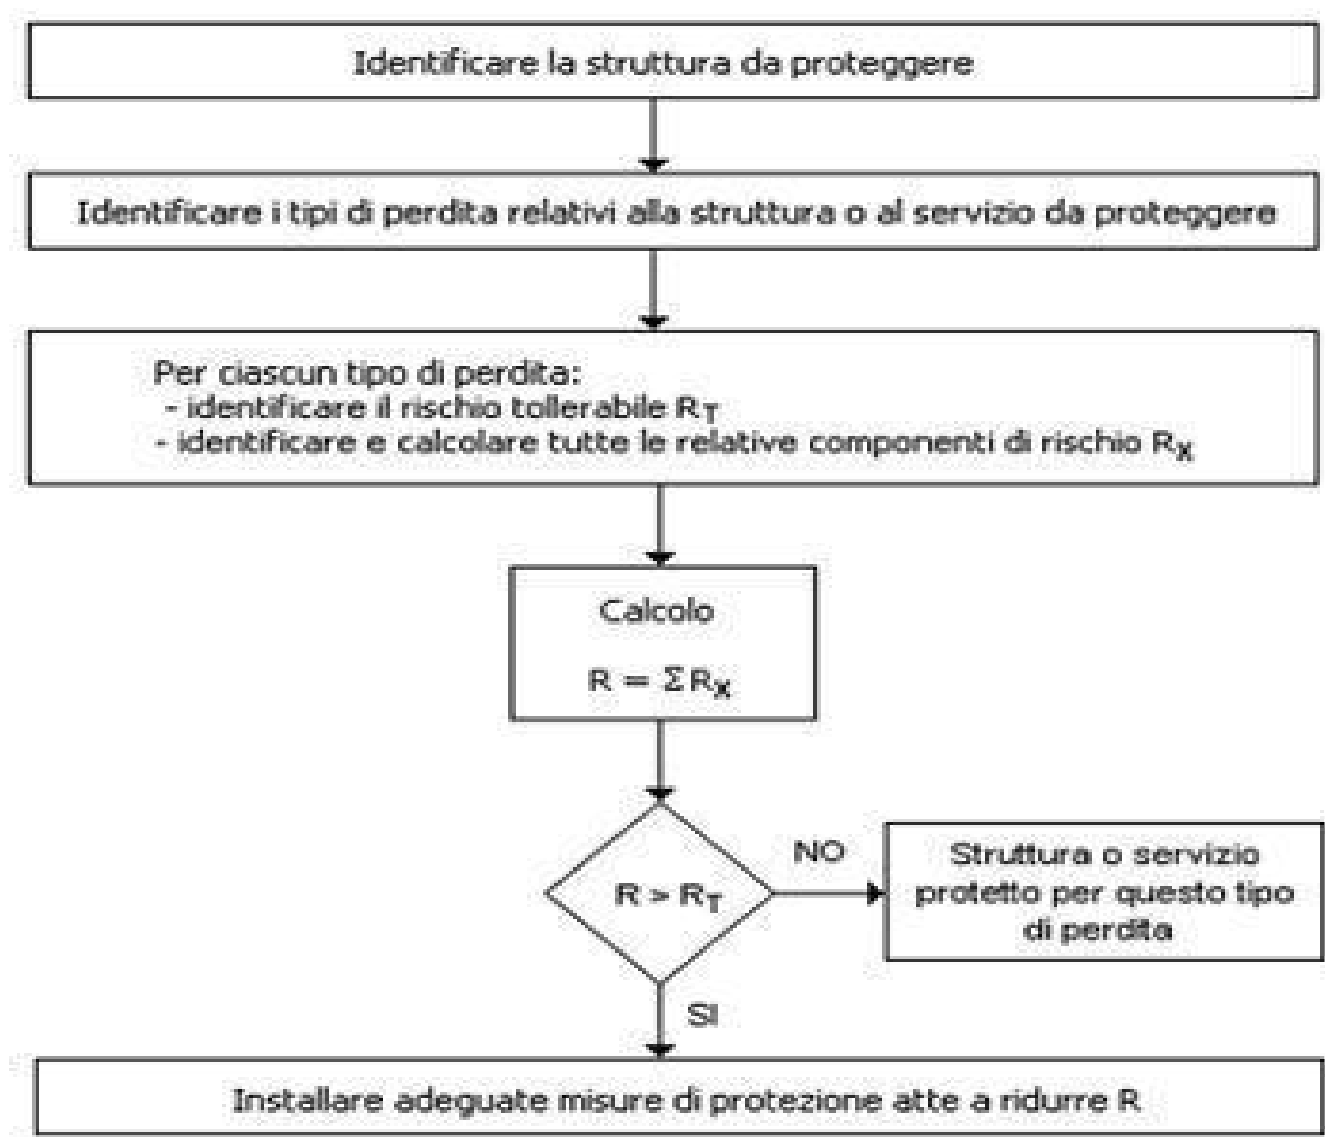 Identificare la struttura da proteggere
Identificare i tipi di perdita relativi alla struttura o al servizio da proteggere
Per ciascun tipo di perdita:
- identificare il rischio tollerabile RT
- identificare e calcolare tutte le relative componenti di rischio RX
Calcolo
R = ΣRX
R > RT
NO
Struttura o servizio
protetto per questo tipo
di perdita
SI
Installare adeguate misure di protezione atte a ridurre R